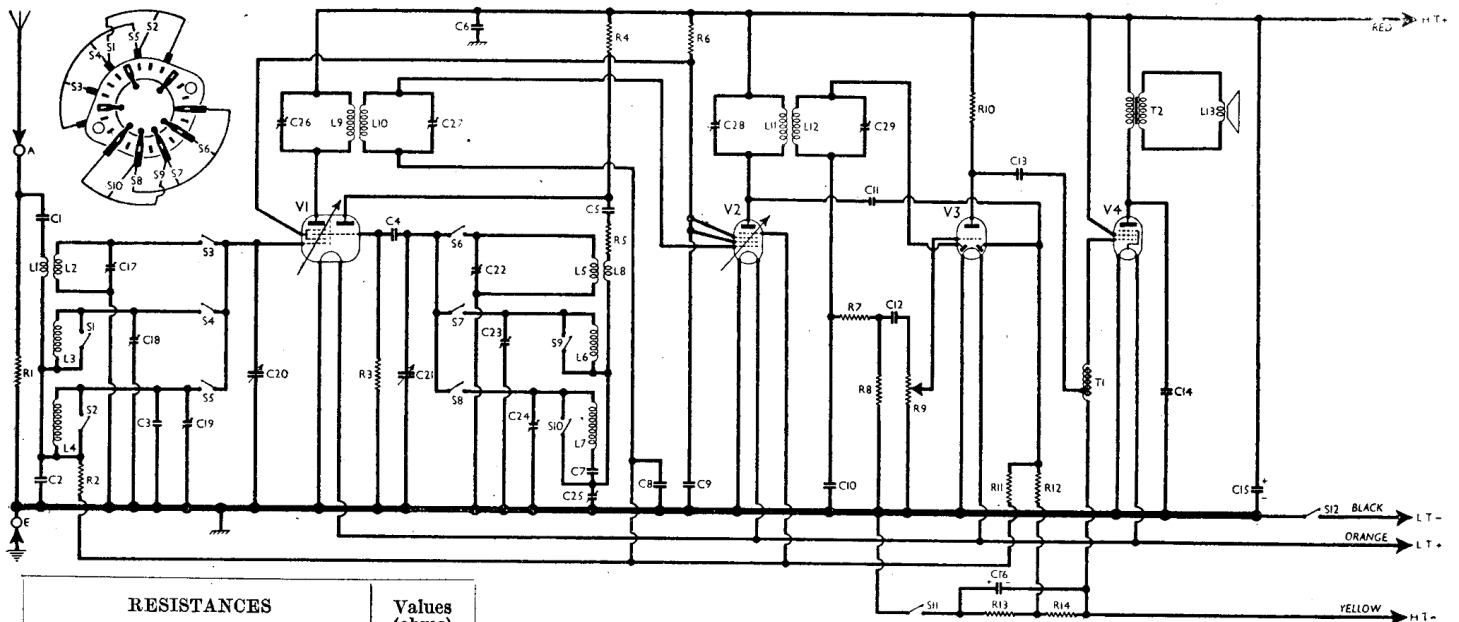 S2
S1
S5
S4
S3
S6
S10
S8
S9
S7
A
C6
R4
R6
RED
HT+
C26
L9
L10
C27
C28
L11
L12
C29
R10
T2
L13
C13
C1
V1
C4
C5
R5
C11
V2
V3
V4
L1
L2
C17
S3
S6
C22
L5
L8
L3
S1
C18
S4
S7
C23
S9
L6
R7
C12
R1
C20
R3
C21
R8
R9
T1
C14
L4
S2
C3
C19
S5
S8
C24
S10
L7
C7
C2
R2
C25
C8
C9
C10
R11
R12
C15
+
-
E
S12
BLACK
LT-
ORANGE
LT+
C16
+
-
S11
R13
R14
YELLOW
HT-
RESISTANCES
Values
(ohms)